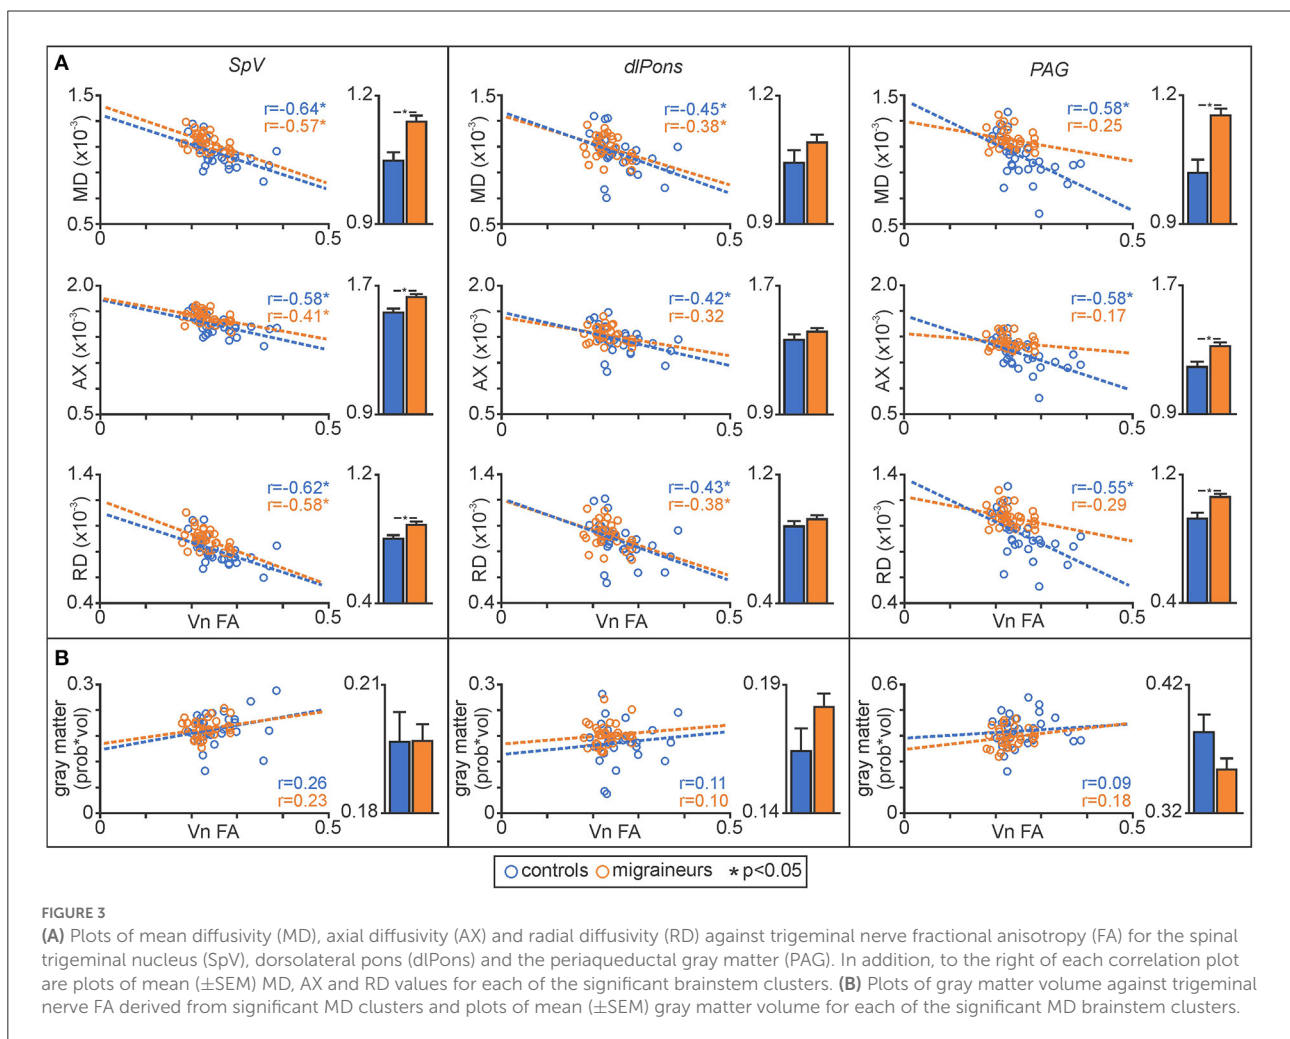 A
SpV
dlPons
PAG
1.5
MD (x10⁻³)
0.5
0
0.5
r=-0.64*
r=-0.57*
1.2
-*-
0.9
1.5
MD (x10⁻³)
0.5
0
0.5
r=-0.45*
r=-0.38*
1.2
0.9
1.5
MD (x10⁻³)
0.5
0
0.5
r=-0.58*
r=-0.25
1.2
-*-
0.9
2.0
AX (x10⁻³)
0.5
0
0.5
r=-0.58*
r=-0.41*
1.7
-*-
0.9
2.0
AX (x10⁻³)
0.5
0
0.5
r=-0.42*
r=-0.32
1.7
0.9
2.0
AX (x10⁻³)
0.5
0
0.5
r=-0.58*
r=-0.17
1.7
-*-
0.9
1.4
RD (x10⁻³)
0.4
0
Vn FA
0.5
r=-0.62*
r=-0.58*
1.2
-*-
0.4
1.4
RD (x10⁻³)
0.4
0
Vn FA
0.5
r=-0.43*
r=-0.38*
1.2
0.4
1.4
RD (x10⁻³)
0.4
0
Vn FA
0.5
r=-0.55*
r=-0.29
1.2
-*-
0.4
B
0.3
gray matter
(prob*vol)
0
0
Vn FA
0.5
r=0.26
r=0.23
0.21
0.18
0.3
gray matter
(prob*vol)
0
0
Vn FA
0.5
r=0.11
r=0.10
0.19
0.14
0.6
gray matter
(prob*vol)
0
0
Vn FA
0.5
r=0.09
r=0.18
0.42
0.32
controls migraineurs * p<0.05
FIGURE 3
(A) Plots of mean diffusivity (MD), axial diffusivity (AX) and radial diffusivity (RD) against trigeminal nerve fractional anisotropy (FA) for the spinal
trigeminal nucleus (SpV), dorsolateral pons (dlPons) and the periaqueductal gray matter (PAG). In addition, to the right of each correlation plot
are plots of mean (±SEM) MD, AX and RD values for each of the significant brainstem clusters. (B) Plots of gray matter volume against trigeminal
nerve FA derived from significant MD clusters and plots of mean (±SEM) gray matter volume for each of the significant MD brainstem clusters.